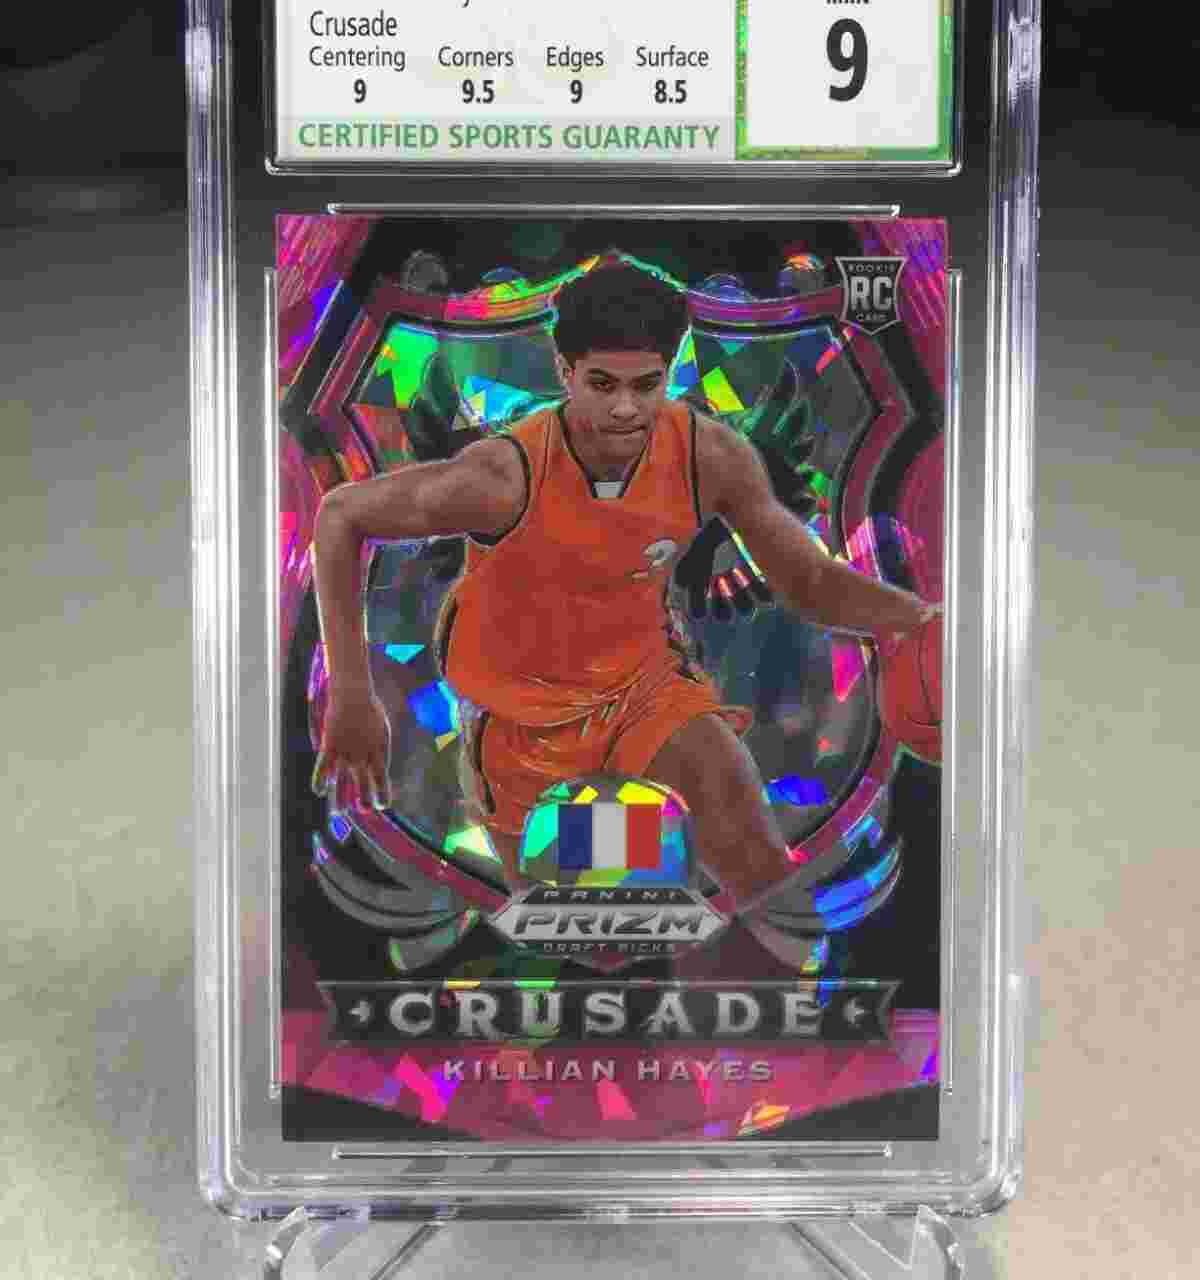 Crusade
Centering Corners Edges Surface
9 9.5 9 8.5
9
CERTIFIED SPORTS GUARANTY
ROOKIE
RC
CARD
PANINI
PRIZM
DRAFT PICKS
CRUSADE
KILLIAN HAYES